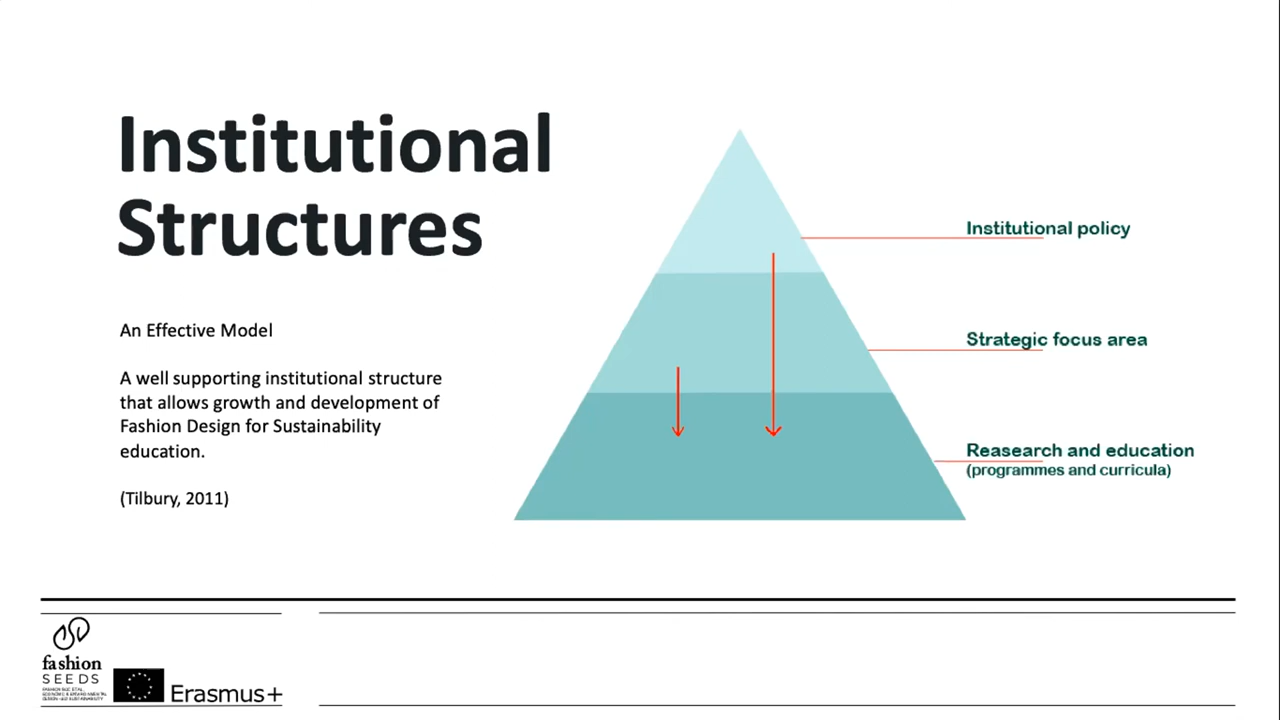 Institutional
Structures
An Effective Model
A well supporting institutional structure
that allows growth and development of
Fashion Design for Sustainability
education.
(Tilbury, 2011)
Institutional policy
Strategic focus area
Reasearch and education
(programmes and curricula)
fashion
SEEDS
Erasmus+